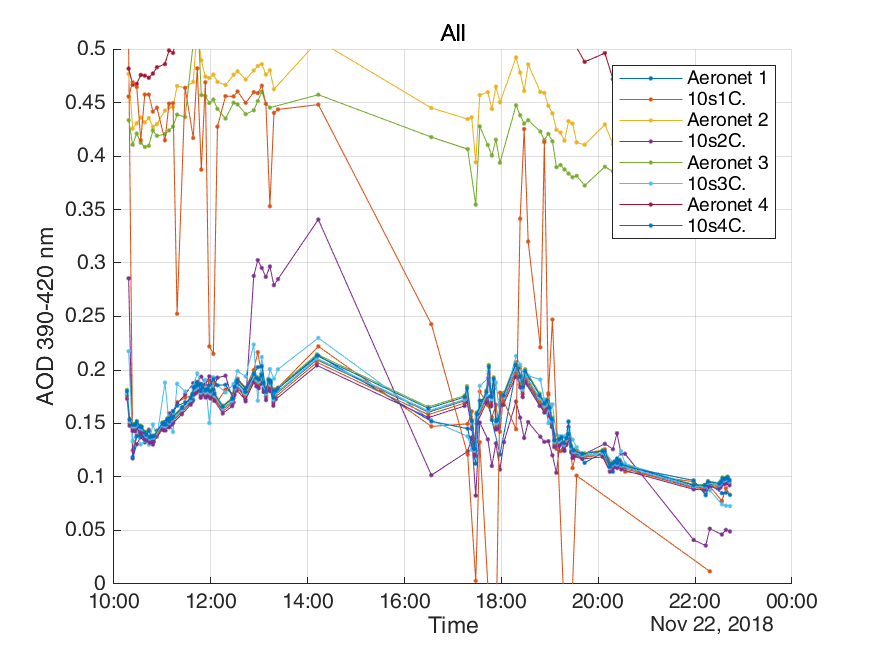 All
0.5
0.45
0.4
0.35
0.3
0.25
0.2
0.15
0.1
0.05
0
AOD 390-420 nm
Aeronet 1
10s1C.
Aeronet 2
10s2C.
Aeronet 3
10s3C.
Aeronet 4
10s4C.
10:00 12:00 14:00 16:00 18:00 20:00 22:00 00:00
Time
Nov 22, 2018